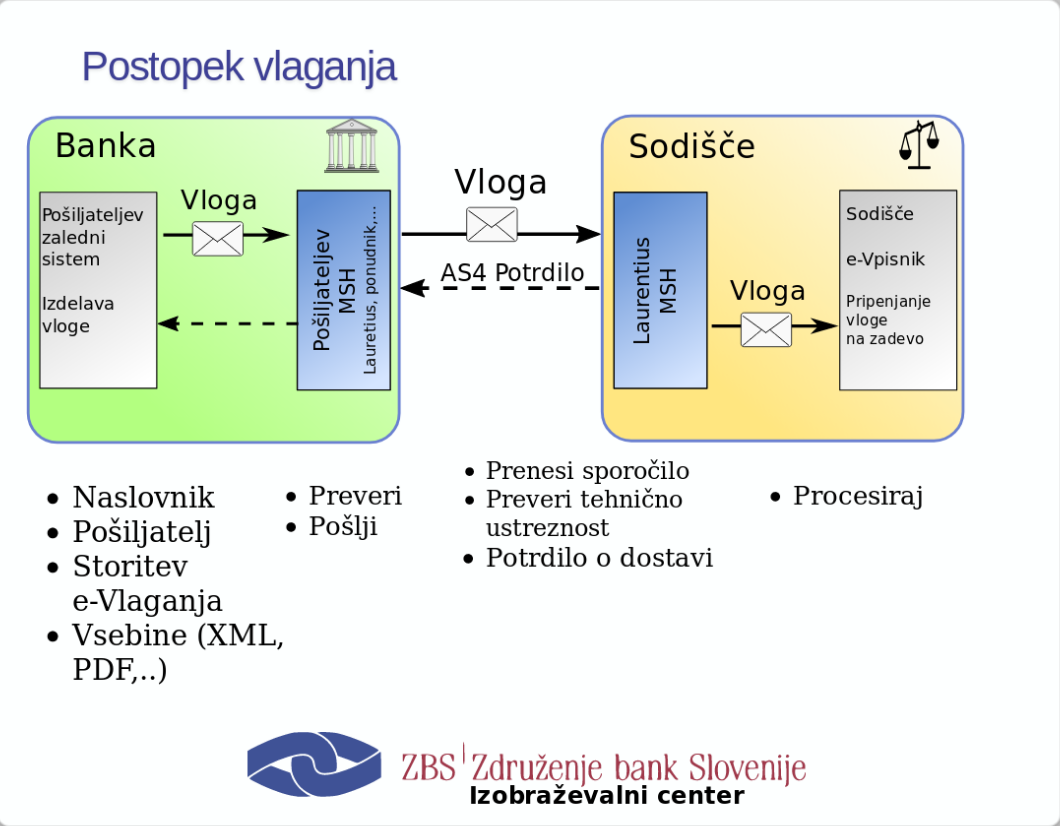 Postopek vlaganja
Banka
Pošiljateljev
zaledni
sistem
Izdelava
vloge
Vloga
Pošiljateljev
MSH
Lauretius, ponudnik,...
Vloga
AS4 Potrdilo
Sodišče
Laurentius
MSH
Vloga
Sodišče
e-Vpisnik
Pripenjanje
vloge
na zadevo
• Naslovnik
• Pošiljatelj
• Storitev
e-Vlaganja
• Vsebine (XML,
PDF,..)
• Preveri
• Pošlji
• Prenesi sporočilo
• Preveri tehnično
ustreznost
• Potrdilo o dostavi
• Procesiraj
ZBS Združenje bank Slovenije
Izobraževalni center